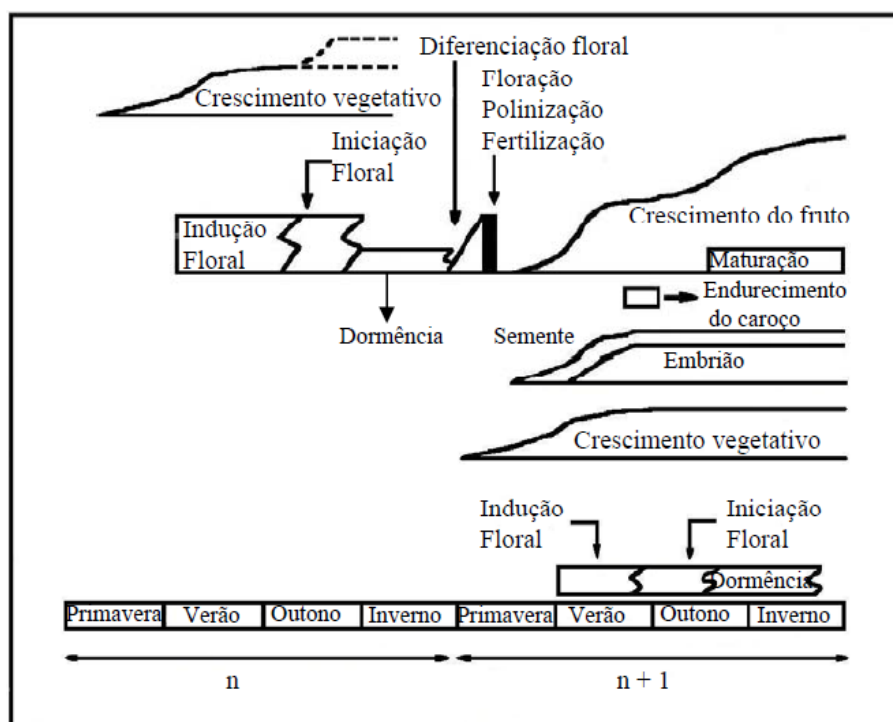 Diferenciação floral
Floração
Polinização
Fertilização
Crescimento vegetativo
Iniciação
Floral
Indução
Floral
Crescimento do fruto
Maturação
Endurecimento
do caroço
Dormência
Semente
Embrião
Crescimento vegetativo
Indução
Floral
Iniciação
Floral
Dormência
Primavera Verão Outono Inverno Primavera Verão Outono Inverno
n n + 1